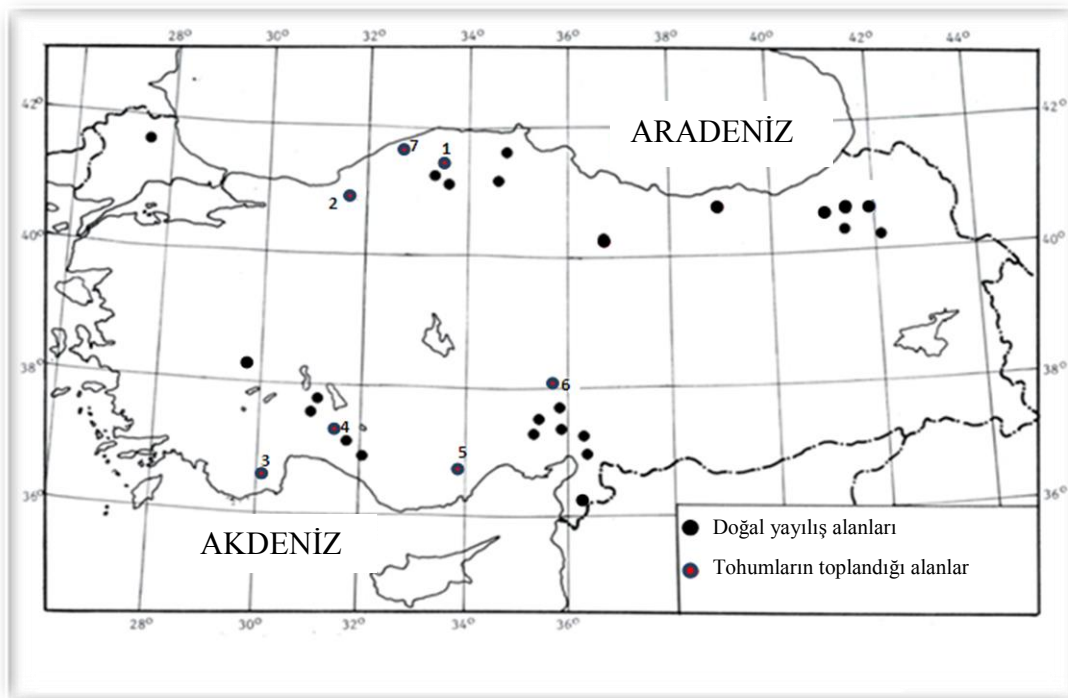 28° 30° 32° 34° 36° 38° 40° 42° 44°
42° 42°
ARADENİZ
7 1
2
40° 40°
38° 38°
6
4
3 5
36° 36°
AKDENİZ
Doğal yayılış alanları
Tohumların toplandığı alanlar
28° 30° 32° 34° 36°